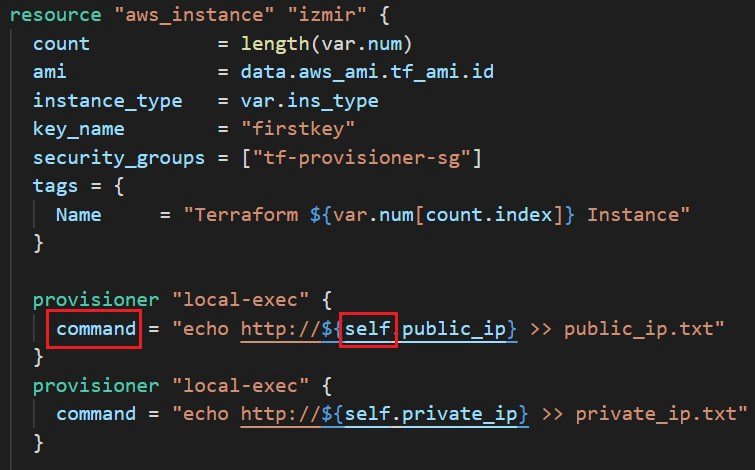 resource "aws_instance" "izmir" {
  count           = length(var.num)
  ami             = data.aws_ami.tf_ami.id
  instance_type   = var.ins_type
  key_name        = "firstkey"
  security_groups = ["tf-provisioner-sg"]
  tags = {
    Name     = "Terraform ${var.num[count.index]} Instance"
  }
  provisioner "local-exec" {
    command = "echo http://${self.public_ip} >> public_ip.txt"
  }
  provisioner "local-exec" {
    command = "echo http://${self.private_ip} >> private_ip.txt"
  }